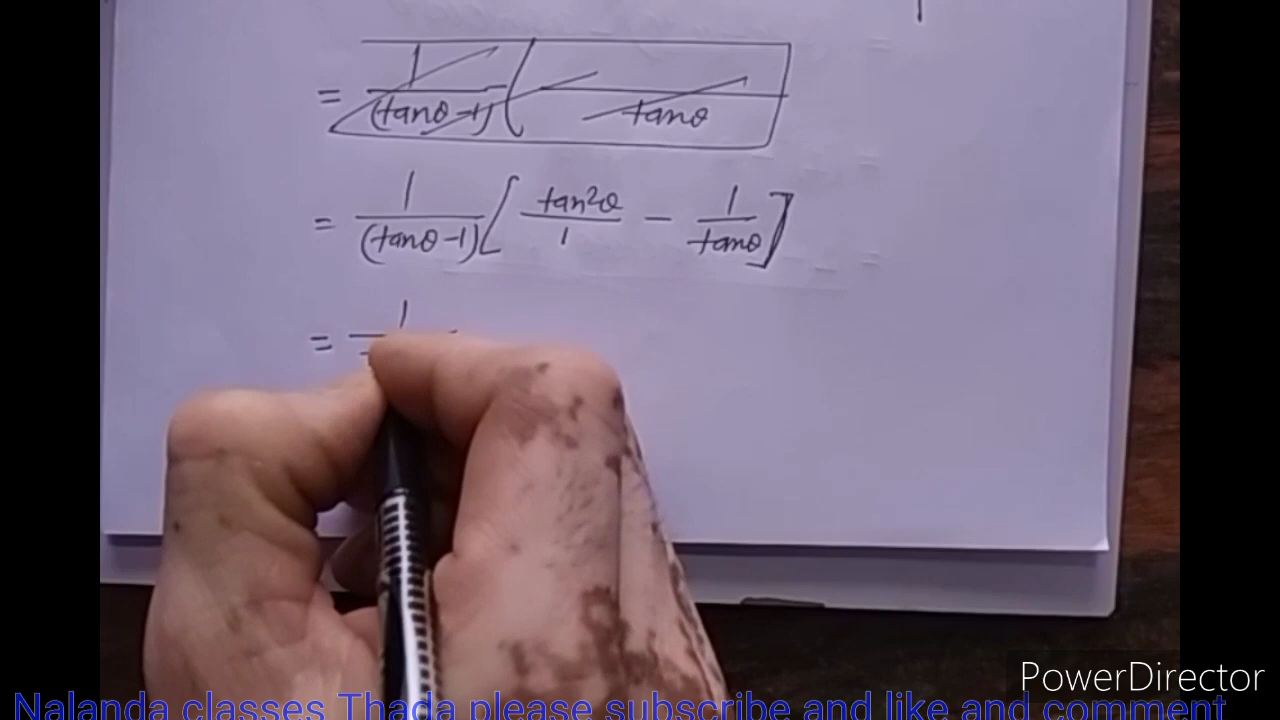 = 1/(tanθ-1) ( /tanθ
= 1/(tanθ-1) [ tan²θ/1 - 1/tanθ ]
= 1
PowerDirector
Nalanda classes Thada please subscribe and like and comment